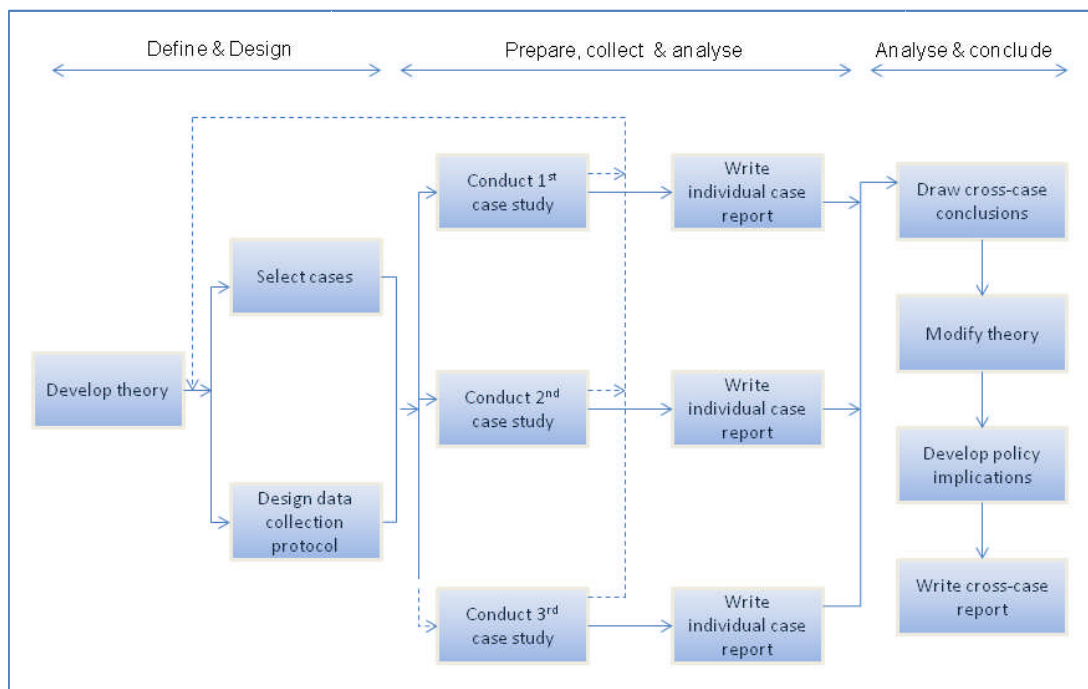 Define & Design
Prepare, collect & analyse
Analyse & conclude
Develop theory
Select cases
Design data
collection
protocol
Conduct 1st
case study
Conduct 2nd
case study
Conduct 3rd
case study
Write
individual case
report
Write
individual case
report
Write
individual case
report
Draw cross-case
conclusions
Modify theory
Develop policy
implications
Write cross-case
report